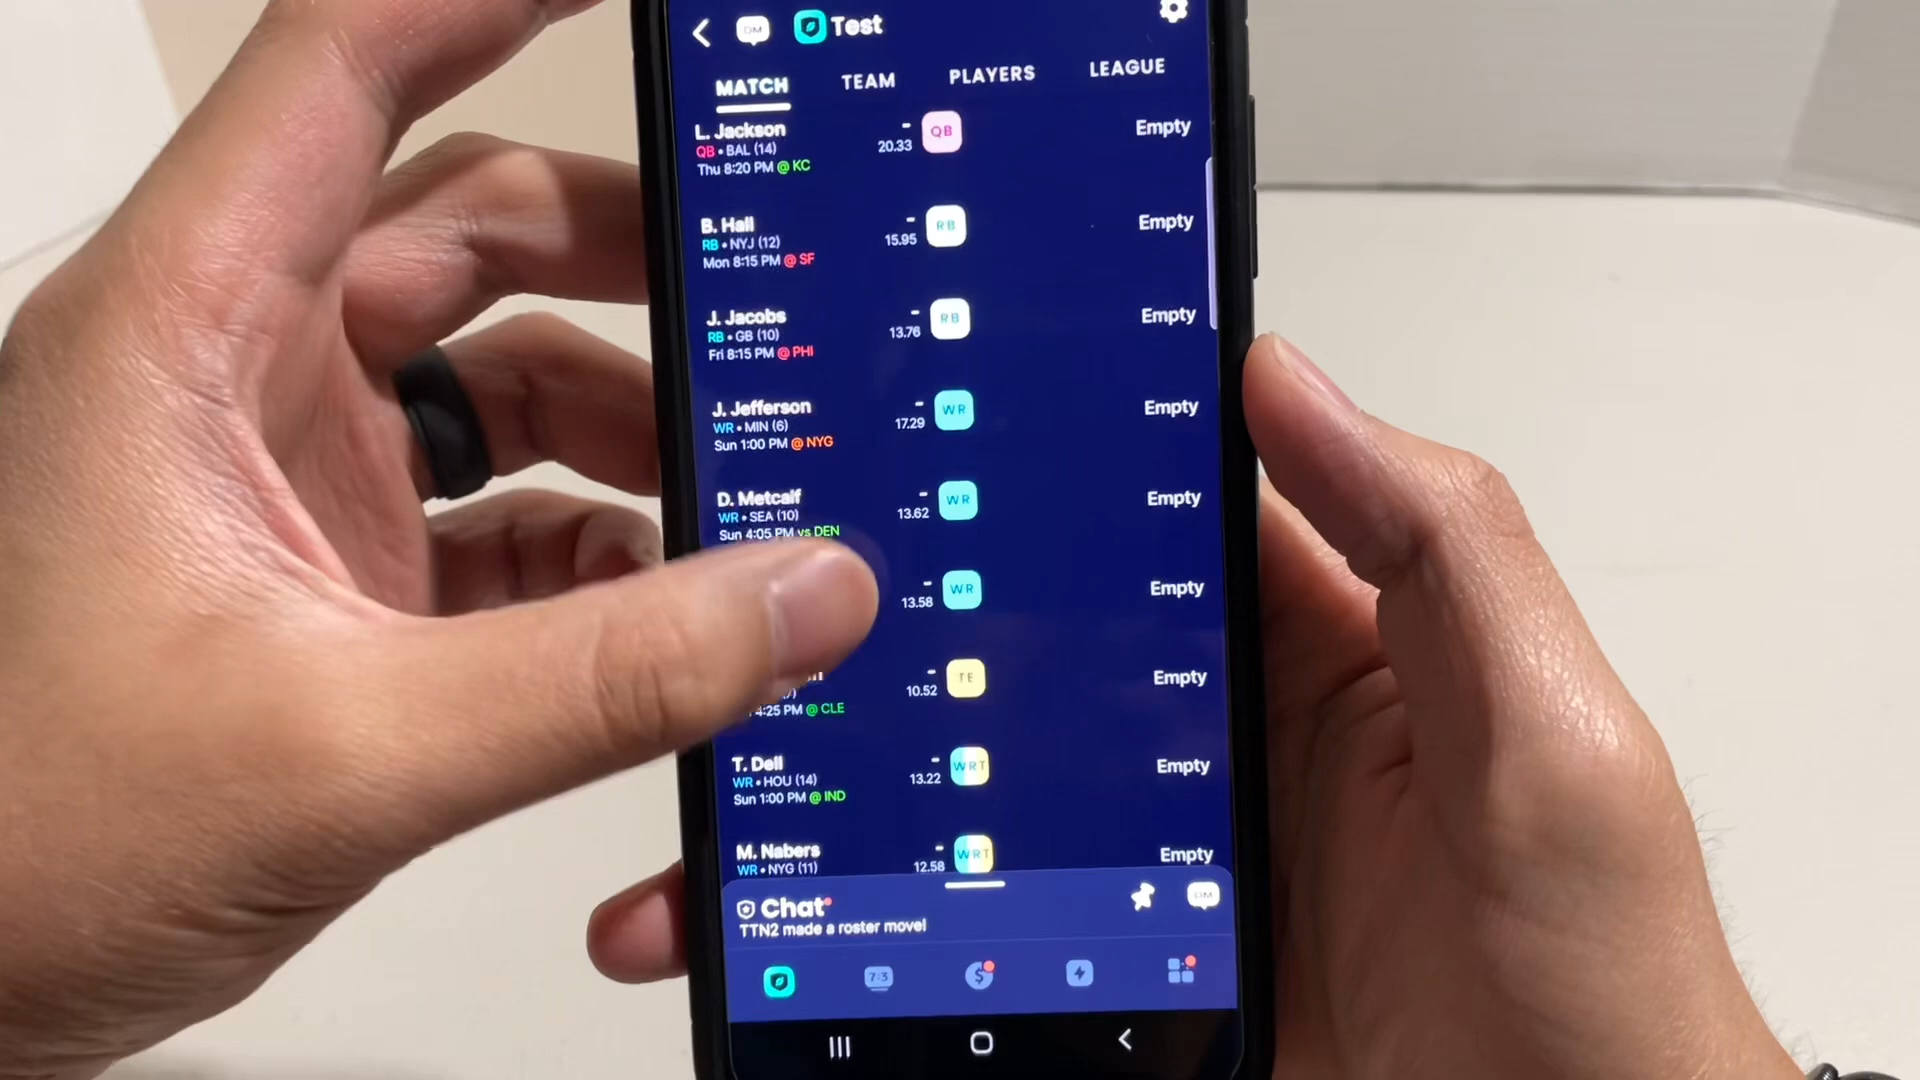 DM Test
MATCH TEAM PLAYERS LEAGUE
L. Jackson - QB Empty
QB • BAL (14) 20.33
Thu 8:20 PM @ KC
B. Hall - RB Empty
RB • NYJ (12) 15.95
Mon 8:15 PM @ SF
J. Jacobs - RB Empty
RB • GB (10) 13.76
Fri 8:15 PM @ PHI
J. Jefferson - WR Empty
WR • MIN (6) 17.29
Sun 1:00 PM @ NYG
D. Metcalf - WR Empty
WR • SEA (10) 13.62
Sun 4:05 PM vs DEN
- WR Empty
13.58
- TE Empty
10.52
4:25 PM @ CLE
T. Dell - WRT Empty
WR • HOU (14) 13.22
Sun 1:00 PM @ IND
M. Nabers - WRT Empty
WR • NYG (11) 12.58
Chat DM
TTN2 made a roster move!
7:3 $